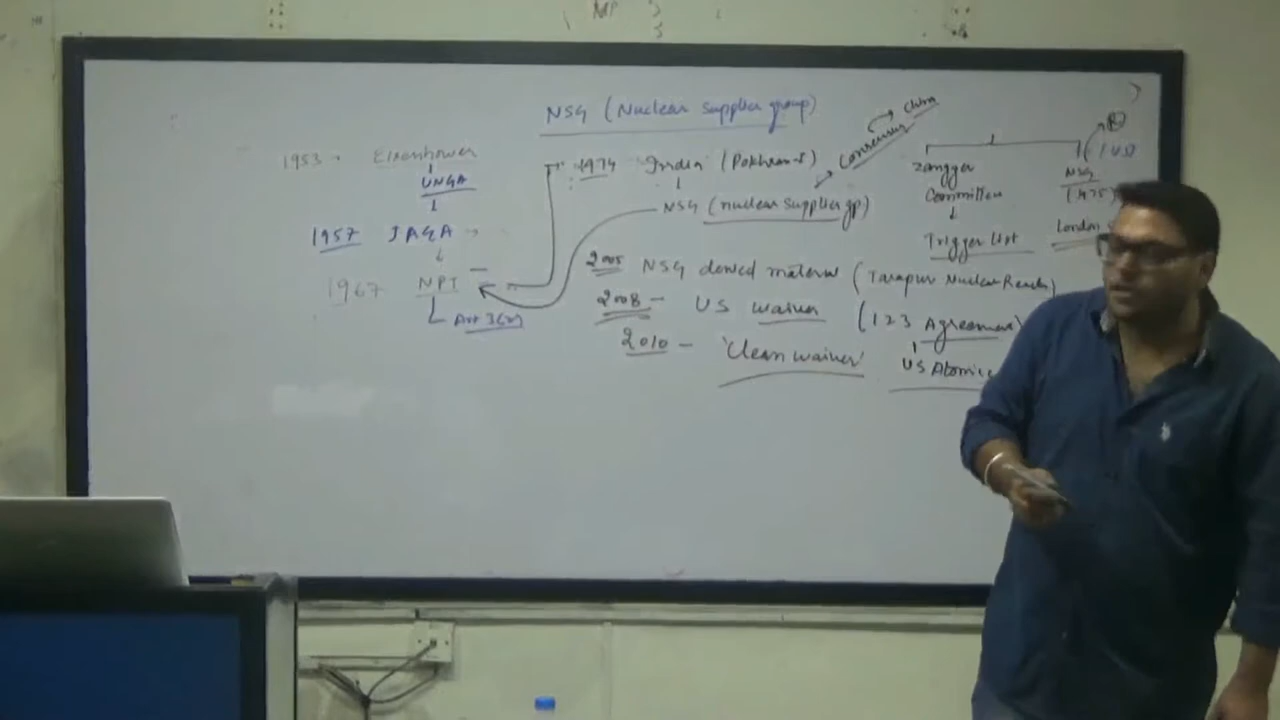 NSG (Nuclear Supplier group)
1953 - Eisenhower
UNGA
1957 IAEA
1967 NPT
Art 3(2)
1974 India (Pokhran-I)
NSG (nuclear supplier gp)
Consensus
China
2005 NSG denied material (Tarapur Nuclear
2008 - US waiver (123 Agreement)
2010 - 'Clean waiver' US Atomic
Zangger
Committee
Trigger List
NSG
(1975)
London